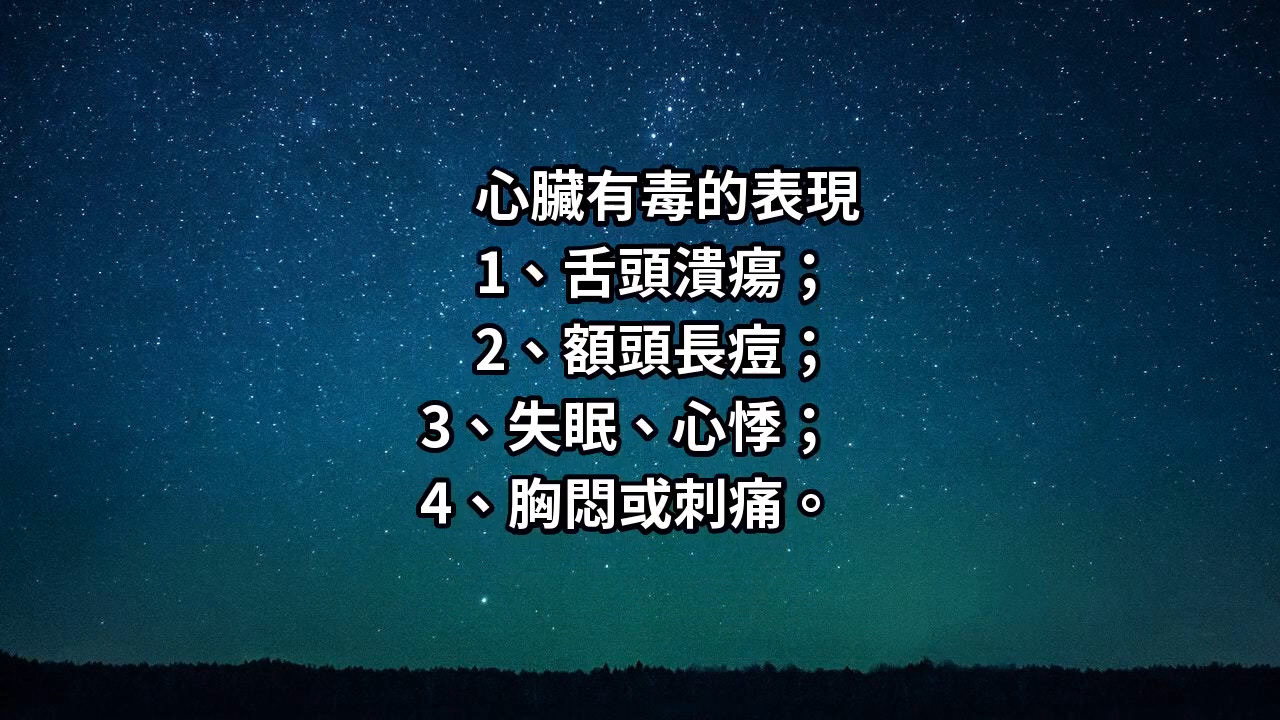 心臟有毒的表現
1、舌頭潰瘍；
2、額頭長痘；
3、失眠、心悸；
4、胸悶或刺痛。